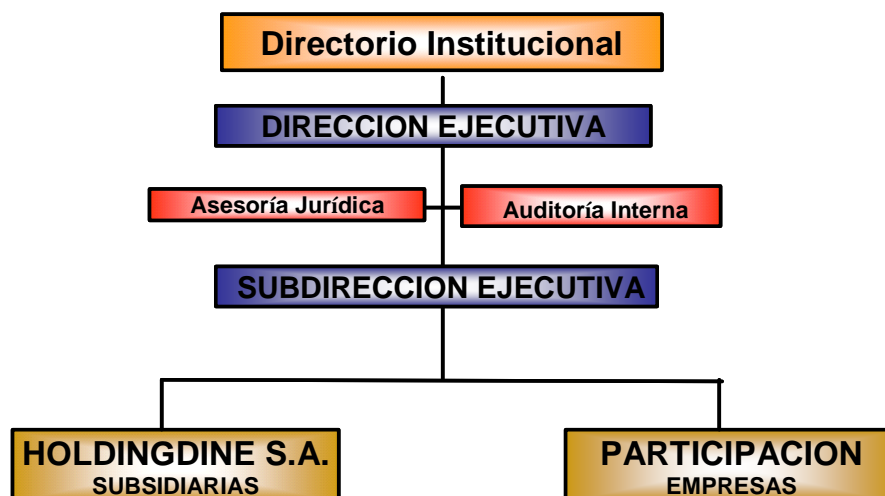 Directorio Institucional
DIRECCION EJECUTIVA
Asesoría Jurídica
Auditoría Interna
SUBDIRECCION EJECUTIVA
HOLDINGDINE S.A.
SUBSIDIARIAS
PARTICIPACION
EMPRESAS